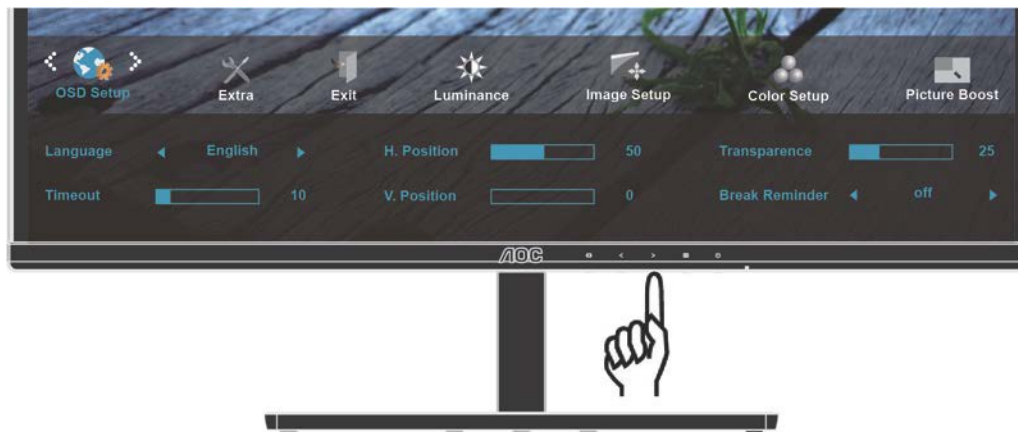 OSD Setup Extra Exit Luminance Image Setup Color Setup Picture Boost
Language English H. Position 50 Transparence 25
Timeout 10 V. Position 0 Break Reminder off
AOC